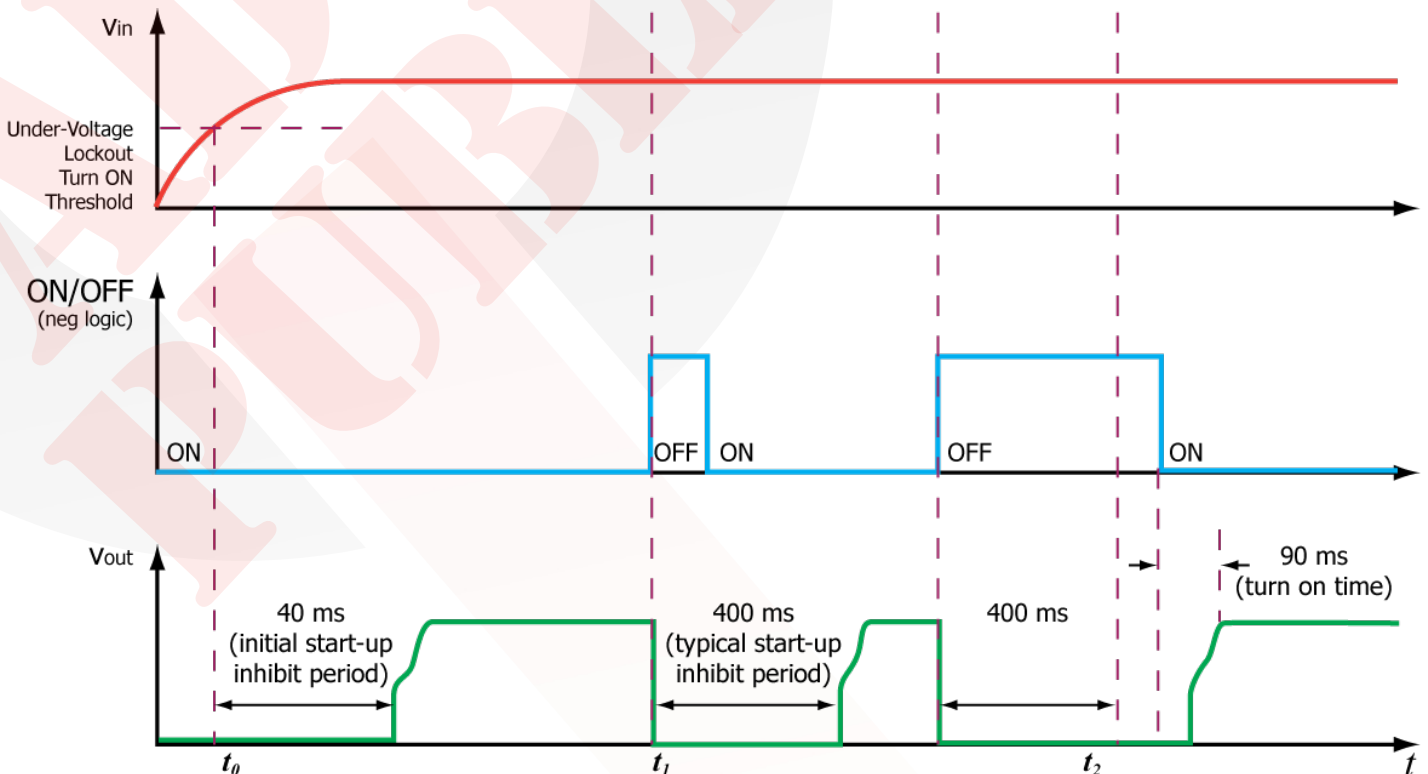 Vin
Under-Voltage
Lockout
Turn ON
Threshold
ON/OFF
(neg logic)
ON
OFF
ON
OFF
ON
Vout
40 ms
(initial start-up
inhibit period)
400 ms
(typical start-up
inhibit period)
400 ms
90 ms
(turn on time)
t0
t1
t2
t